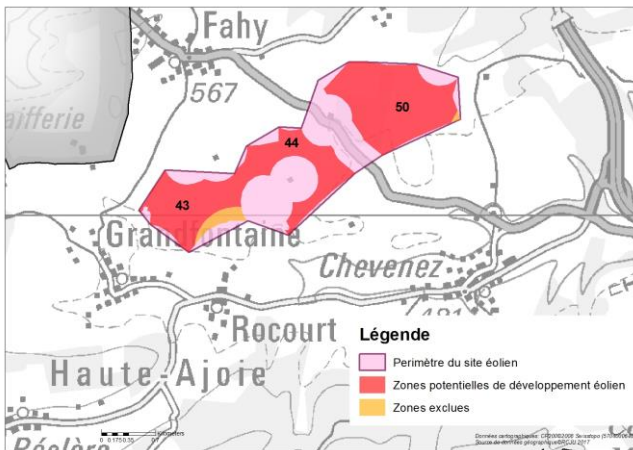 Fahy
567
aifferie
50
44
43
Grandfontaine
Chevenez
481
Rocourt
Haute-Ajoie
Réclère
Légende
Perimètre du site éolien
Zones potentielles de développement éolien
Zones exclues